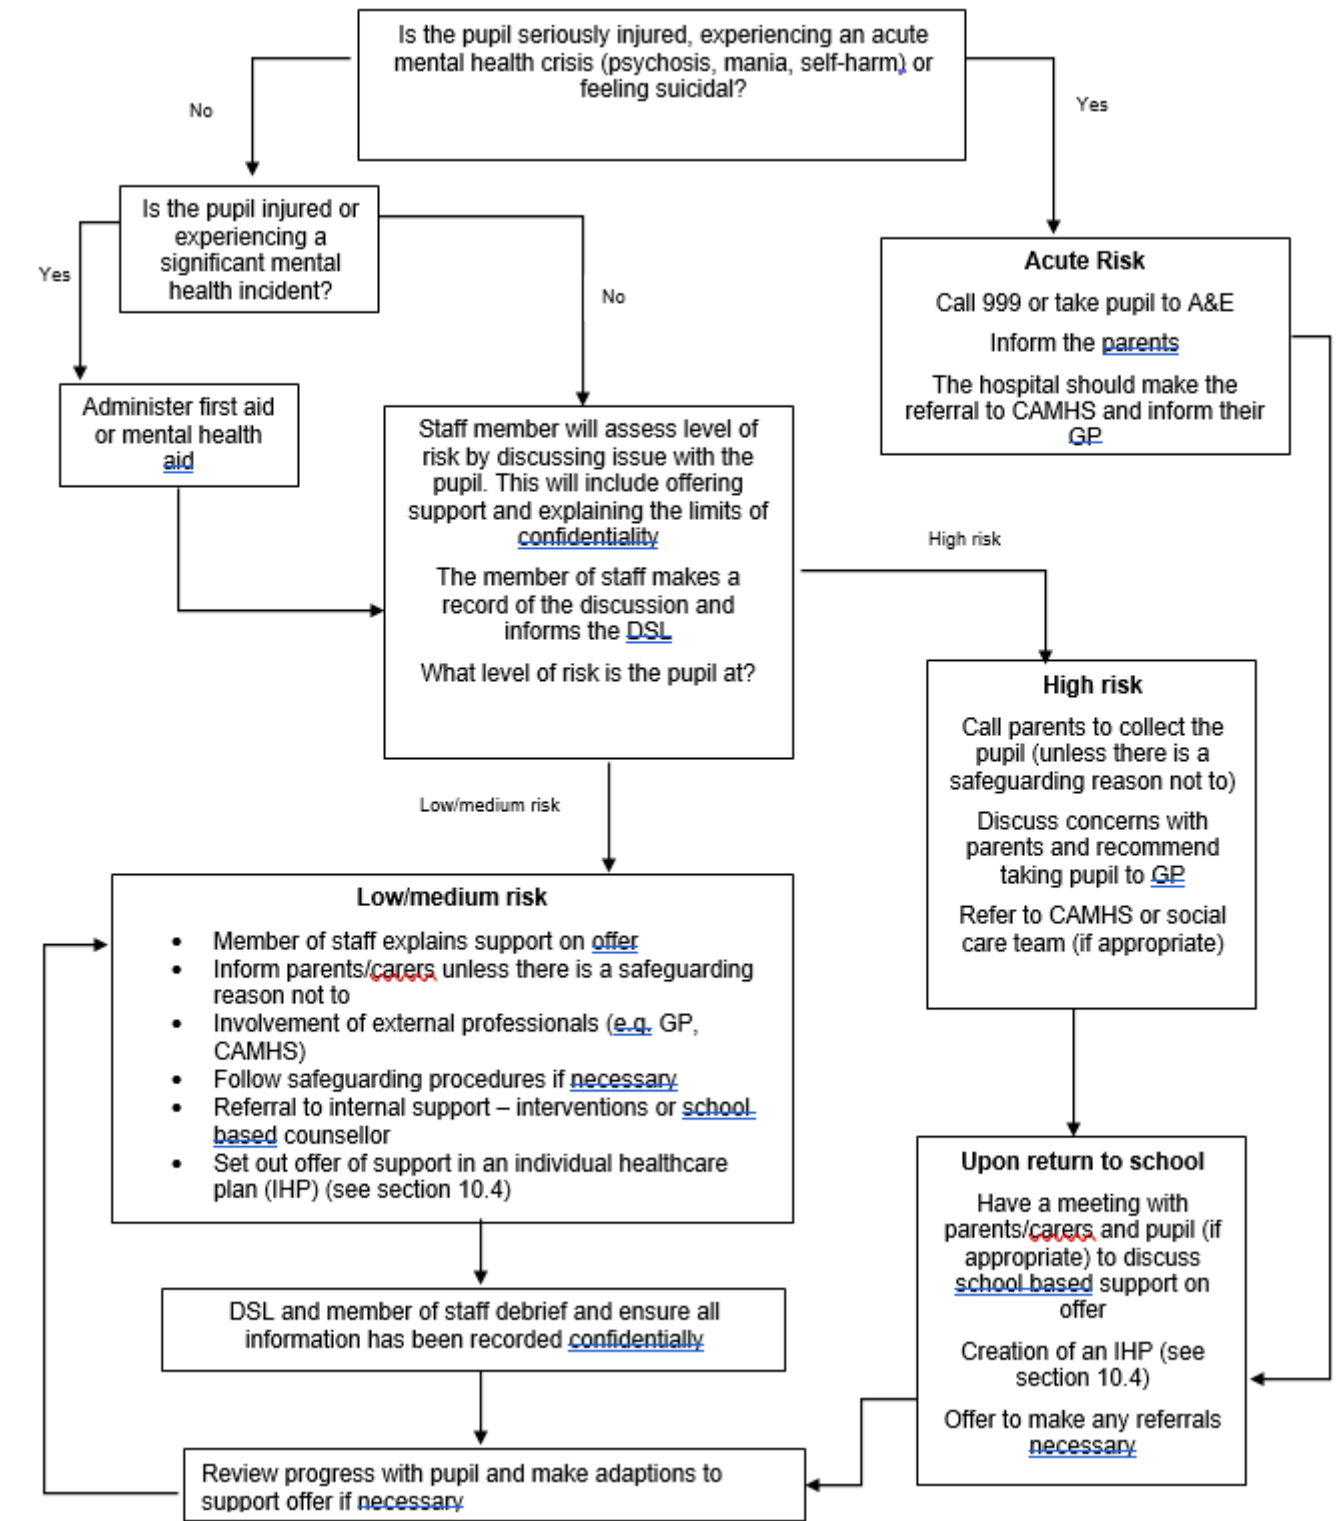 Is the pupil seriously injured, experiencing an acute
mental health crisis (psychosis, mania, self-harm) or
feeling suicidal?
No
Yes
Is the pupil injured or
experiencing a
significant mental
health incident?
Yes
No
Acute Risk
Call 999 or take pupil to A&E
Inform the parents
The hospital should make the
referral to CAMHS and inform their
GP
Administer first aid
or mental health
aid
Staff member will assess level of
risk by discussing issue with the
pupil. This will include offering
support and explaining the limits of
confidentiality
The member of staff makes a
record of the discussion and
informs the DSL
What level of risk is the pupil at?
High risk
High risk
Call parents to collect the
pupil (unless there is a
safeguarding reason not to)
Discuss concerns with
parents and recommend
taking pupil to GP
Refer to CAMHS or social
care team (if appropriate)
Low/medium risk
Low/medium risk
• Member of staff explains support on offer
• Inform parents/carers unless there is a safeguarding
reason not to
• Involvement of external professionals (e.g. GP,
CAMHS)
• Follow safeguarding procedures if necessary
• Referral to internal support – interventions or school
based counsellor
• Set out offer of support in an individual healthcare
plan (IHP) (see section 10.4)
Upon return to school
Have a meeting with
parents/carers and pupil (if
appropriate) to discuss
school based support on
offer
Creation of an IHP (see
section 10.4)
Offer to make any referrals
necessary
DSL and member of staff debrief and ensure all
information has been recorded confidentially
Review progress with pupil and make adaptions to
support offer if necessary